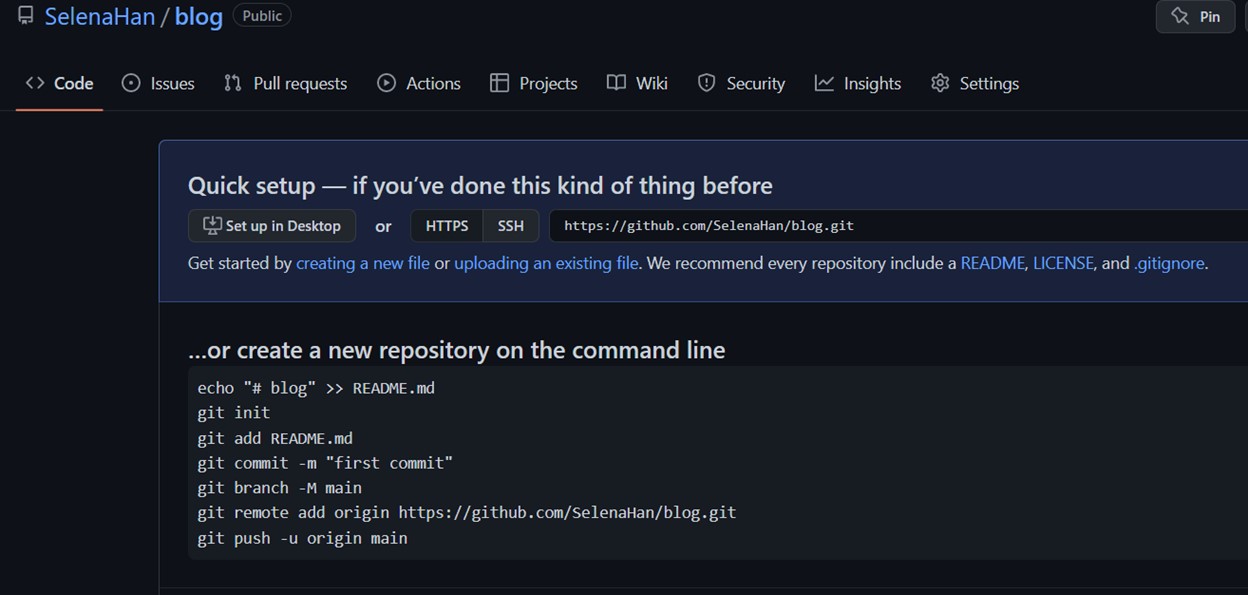 SelenaHan / blog Public
Pin
Code Issues Pull requests Actions Projects Wiki Security Insights Settings
Quick setup — if you’ve done this kind of thing before
Set up in Desktop or HTTPS SSH https://github.com/SelenaHan/blog.git
Get started by creating a new file or uploading an existing file. We recommend every repository include a README, LICENSE, and .gitignore.
…or create a new repository on the command line
echo "# blog" >> README.md
git init
git add README.md
git commit -m "first commit"
git branch -M main
git remote add origin https://github.com/SelenaHan/blog.git
git push -u origin main